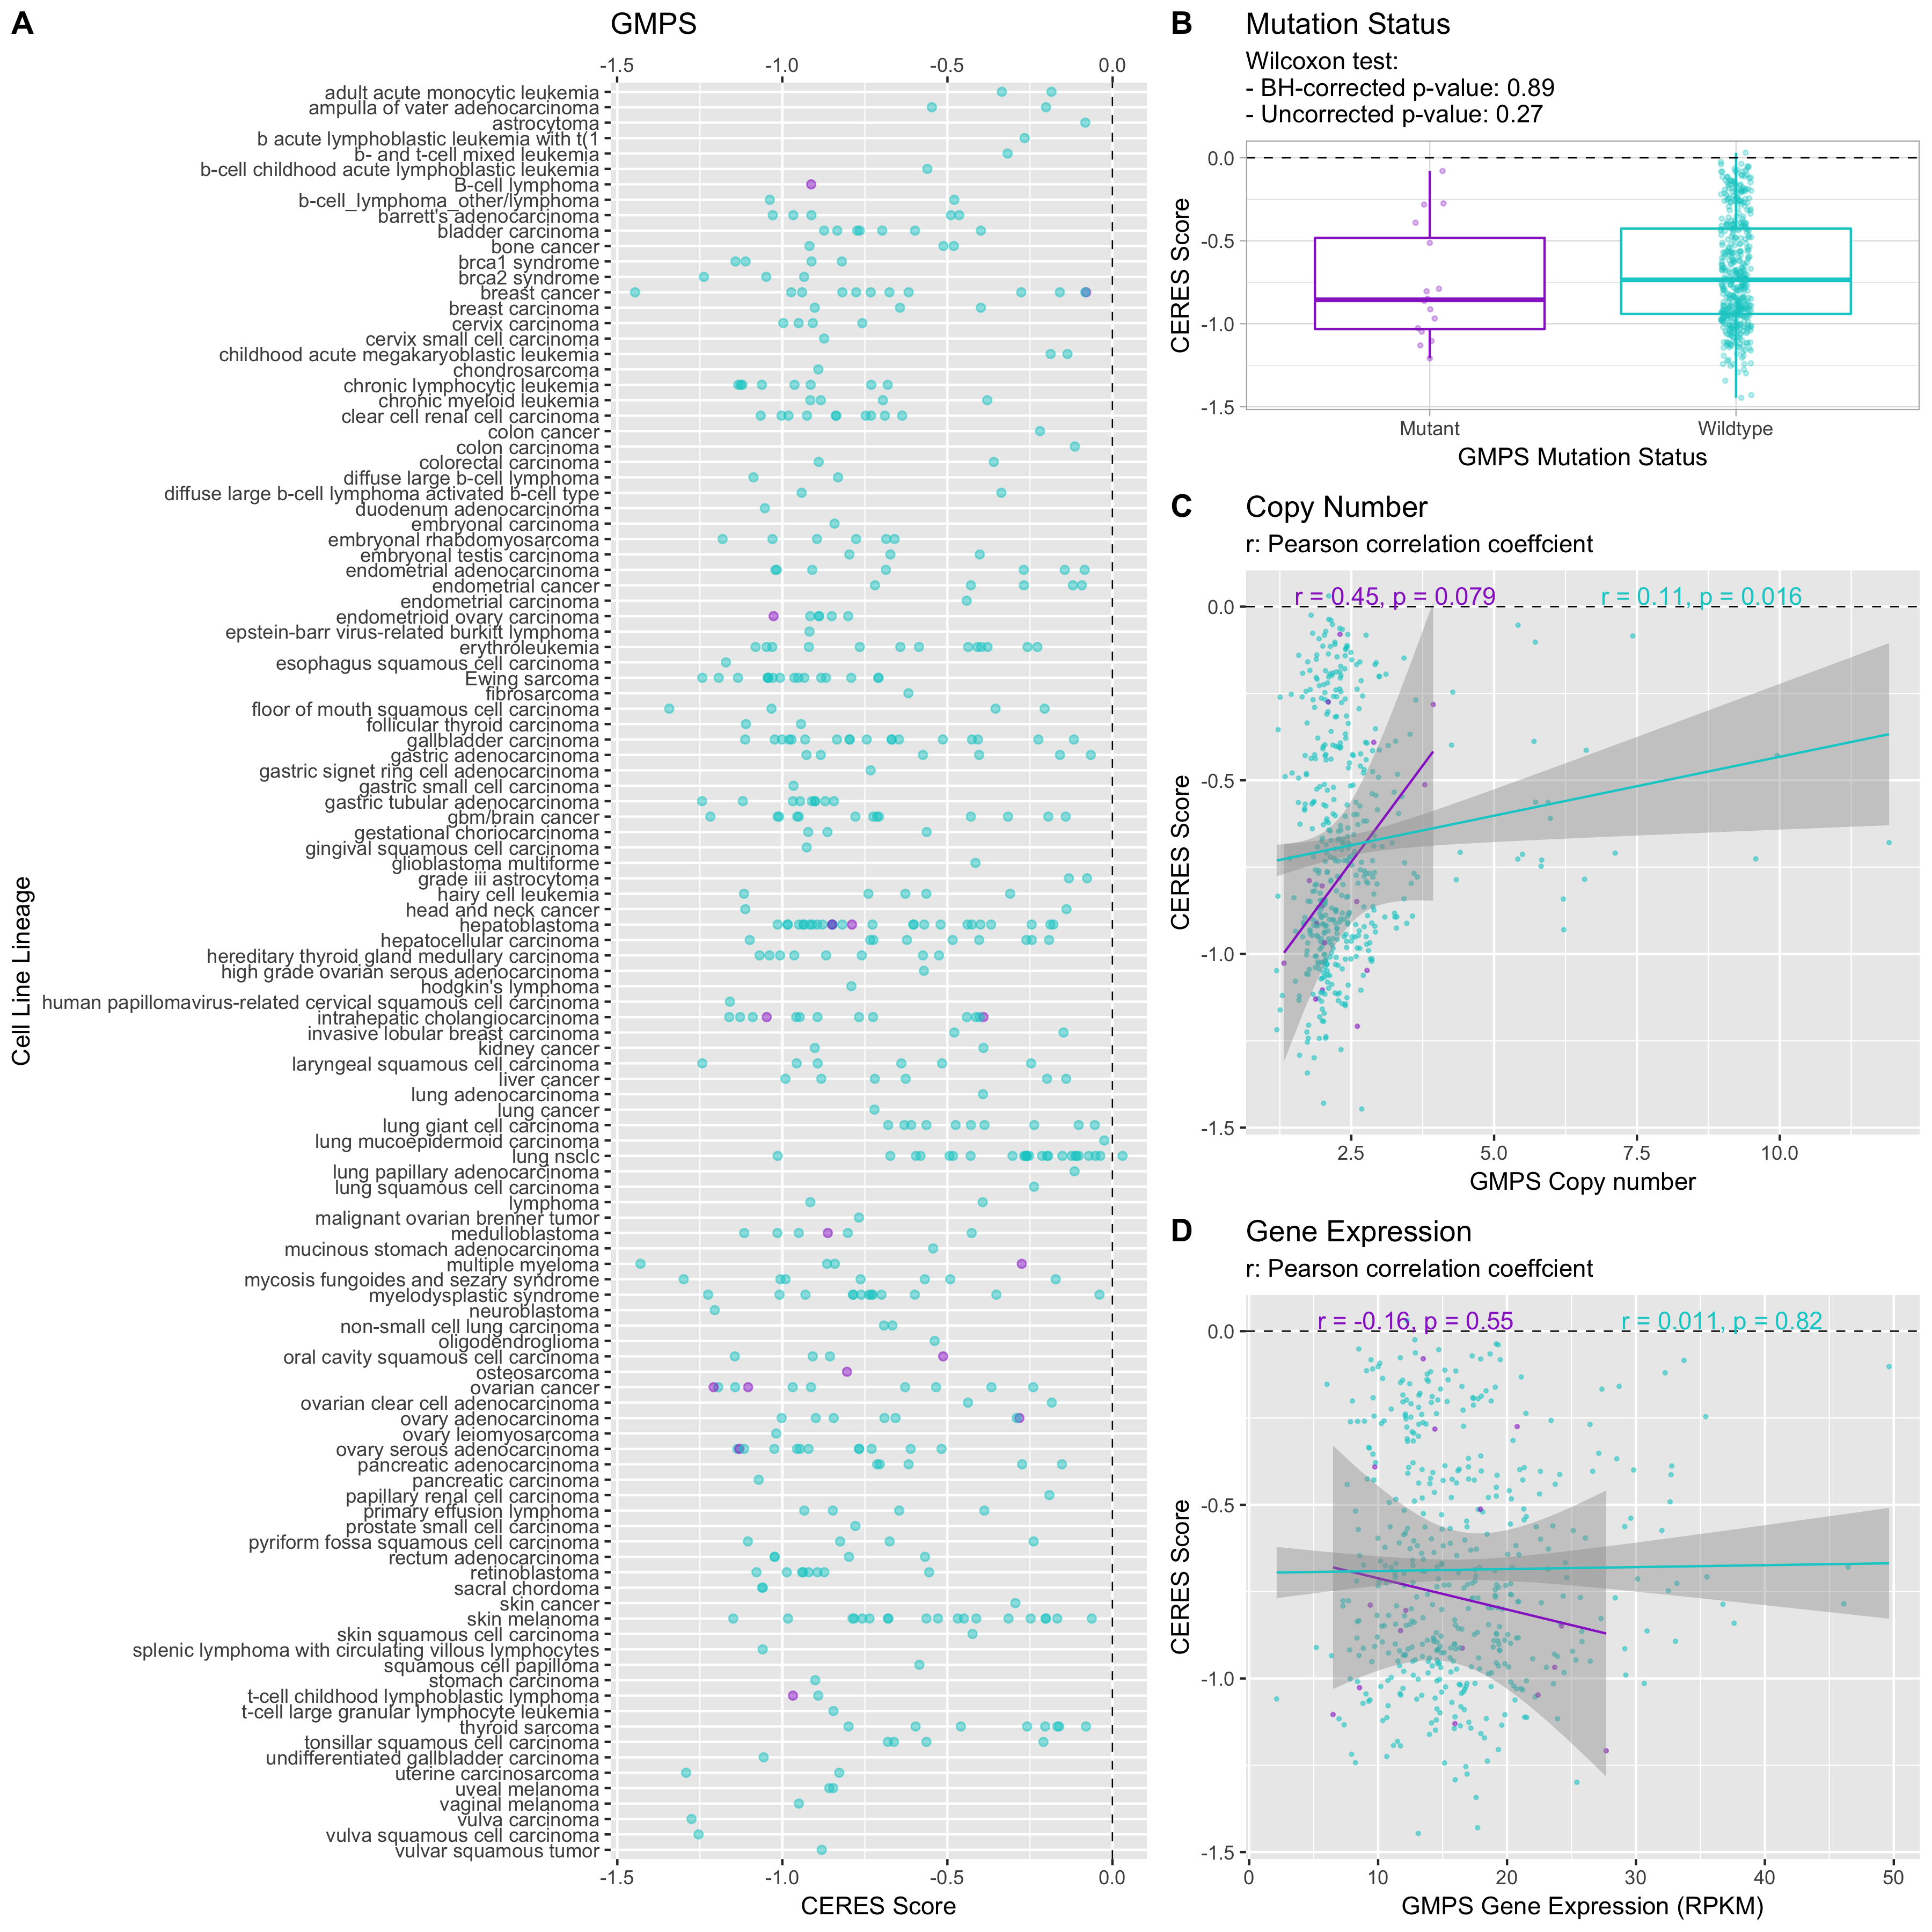 A
GMPS
-1.5 -1.0 -0.5 0.0
Cell Line Lineage
adult acute monocytic leukemia
ampulla of vater adenocarcinoma
astrocytoma
b acute lymphoblastic leukemia with t(1
b- and t-cell mixed leukemia
b-cell childhood acute lymphoblastic leukemia
B-cell lymphoma
b-cell_lymphoma_other/lymphoma
barrett's adenocarcinoma
bladder carcinoma
bone cancer
brca1 syndrome
brca2 syndrome
breast cancer
breast carcinoma
cervix carcinoma
cervix small cell carcinoma
childhood acute megakaryoblastic leukemia
chondrosarcoma
chronic lymphocytic leukemia
chronic myeloid leukemia
clear cell renal cell carcinoma
colon cancer
colon carcinoma
colorectal carcinoma
diffuse large b-cell lymphoma
diffuse large b-cell lymphoma activated b-cell type
duodenum adenocarcinoma
embryonal carcinoma
embryonal rhabdomyosarcoma
embryonal testis carcinoma
endometrial adenocarcinoma
endometrial cancer
endometrial carcinoma
endometrioid ovary carcinoma
epstein-barr virus-related burkitt lymphoma
erythroleukemia
esophagus squamous cell carcinoma
Ewing sarcoma
fibrosarcoma
floor of mouth squamous cell carcinoma
follicular thyroid carcinoma
gallbladder carcinoma
gastric adenocarcinoma
gastric signet ring cell adenocarcinoma
gastric small cell carcinoma
gastric tubular adenocarcinoma
gbm/brain cancer
gestational choriocarcinoma
gingival squamous cell carcinoma
glioblastoma multiforme
grade iii astrocytoma
hairy cell leukemia
head and neck cancer
hepatoblastoma
hepatocellular carcinoma
hereditary thyroid gland medullary carcinoma
high grade ovarian serous adenocarcinoma
hodgkin's lymphoma
human papillomavirus-related cervical squamous cell carcinoma
intrahepatic cholangiocarcinoma
invasive lobular breast carcinoma
kidney cancer
laryngeal squamous cell carcinoma
liver cancer
lung adenocarcinoma
lung cancer
lung giant cell carcinoma
lung mucoepidermoid carcinoma
lung nsclc
lung papillary adenocarcinoma
lung squamous cell carcinoma
lymphoma
malignant ovarian brenner tumor
medulloblastoma
mucinous stomach adenocarcinoma
multiple myeloma
mycosis fungoides and sezary syndrome
myelodysplastic syndrome
neuroblastoma
non-small cell lung carcinoma
oligodendroglioma
oral cavity squamous cell carcinoma
osteosarcoma
ovarian cancer
ovarian clear cell adenocarcinoma
ovary adenocarcinoma
ovary leiomyosarcoma
ovary serous adenocarcinoma
pancreatic adenocarcinoma
pancreatic carcinoma
papillary renal cell carcinoma
primary effusion lymphoma
prostate small cell carcinoma
pyriform fossa squamous cell carcinoma
rectum adenocarcinoma
retinoblastoma
sacral chordoma
skin cancer
skin melanoma
skin squamous cell carcinoma
splenic lymphoma with circulating villous lymphocytes
squamous cell papilloma
stomach carcinoma
t-cell childhood lymphoblastic lymphoma
t-cell large granular lymphocyte leukemia
thyroid sarcoma
tonsillar squamous cell carcinoma
undifferentiated gallbladder carcinoma
uterine carcinosarcoma
uveal melanoma
vaginal melanoma
vulva carcinoma
vulva squamous cell carcinoma
vulvar squamous tumor
-1.5 -1.0 -0.5 0.0
CERES Score
B
Mutation Status
Wilcoxon test:
- BH-corrected p-value: 0.89
- Uncorrected p-value: 0.27
CERES Score
0.0
-0.5
-1.0
-1.5
Mutant Wildtype
GMPS Mutation Status
C
Copy Number
r: Pearson correlation coeffcient
r = 0.45, p = 0.079 r = 0.11, p = 0.016
CERES Score
0.0
-0.5
-1.0
-1.5
2.5 5.0 7.5 10.0
GMPS Copy number
D
Gene Expression
r: Pearson correlation coeffcient
r = -0.16, p = 0.55 r = 0.011, p = 0.82
CERES Score
0.0
-0.5
-1.0
-1.5
0 10 20 30 40 50
GMPS Gene Expression (RPKM)